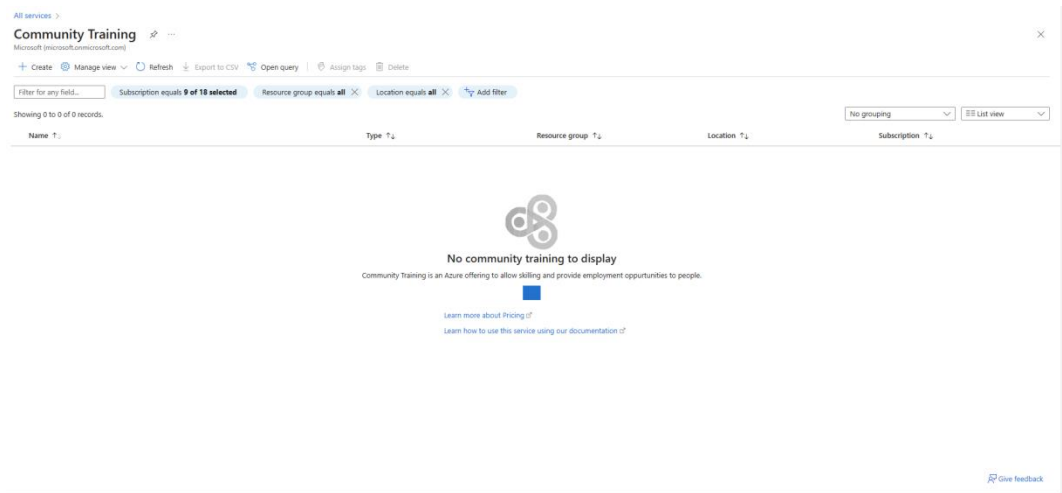 All services >
Community Training
Microsoft (microsoft.onmicrosoft.com)
Create Manage view Refresh Export to CSV Open query Assign tags Delete
Filter for any field... Subscription equals 9 of 18 selected Resource group equals all Location equals all Add filter
Showing 0 to 0 of 0 records. No grouping List view
Name Type Resource group Location Subscription
No community training to display
Community Training is an Azure offering to allow skilling and provide employment opportunities to people.
Learn more about Pricing
Learn how to use this service using our documentation
Give feedback